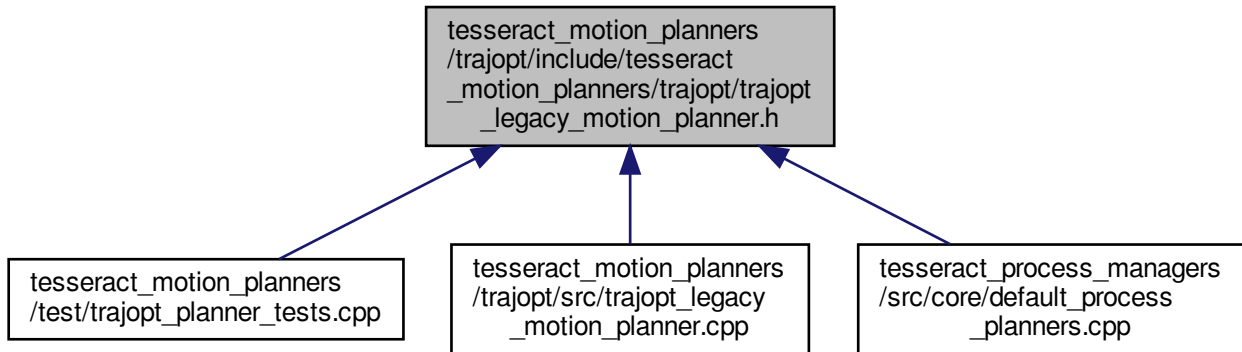 tesseract_motion_planners
/trajopt/include/tesseract
_motion_planners/trajopt/trajopt
_legacy_motion_planner.h
tesseract_motion_planners
/test/trajopt_planner_tests.cpp
tesseract_motion_planners
/trajopt/src/trajopt_legacy
_motion_planner.cpp
tesseract_process_managers
/src/core/default_process
_planners.cpp